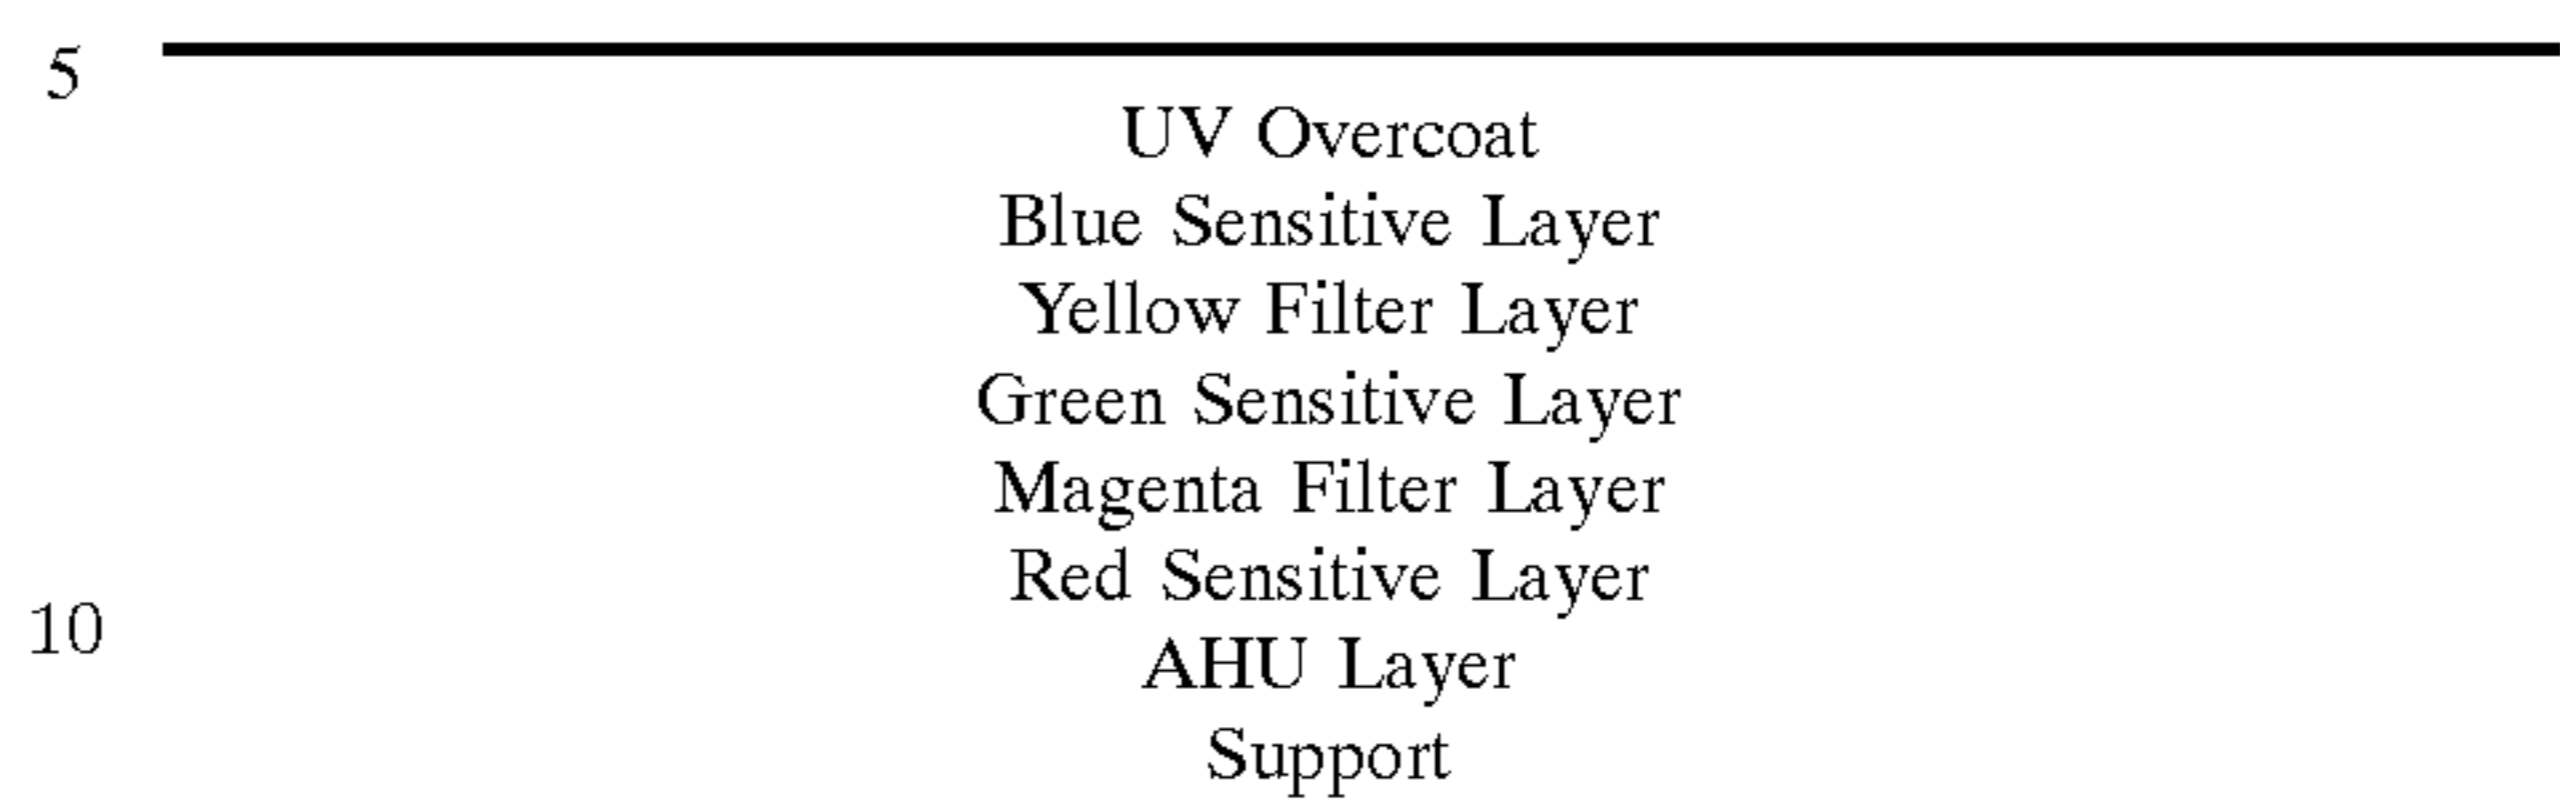 5
UV Overcoat
Blue Sensitive Layer
Yellow Filter Layer
Green Sensitive Layer
Magenta Filter Layer
Red Sensitive Layer
10
AHU Layer
Support